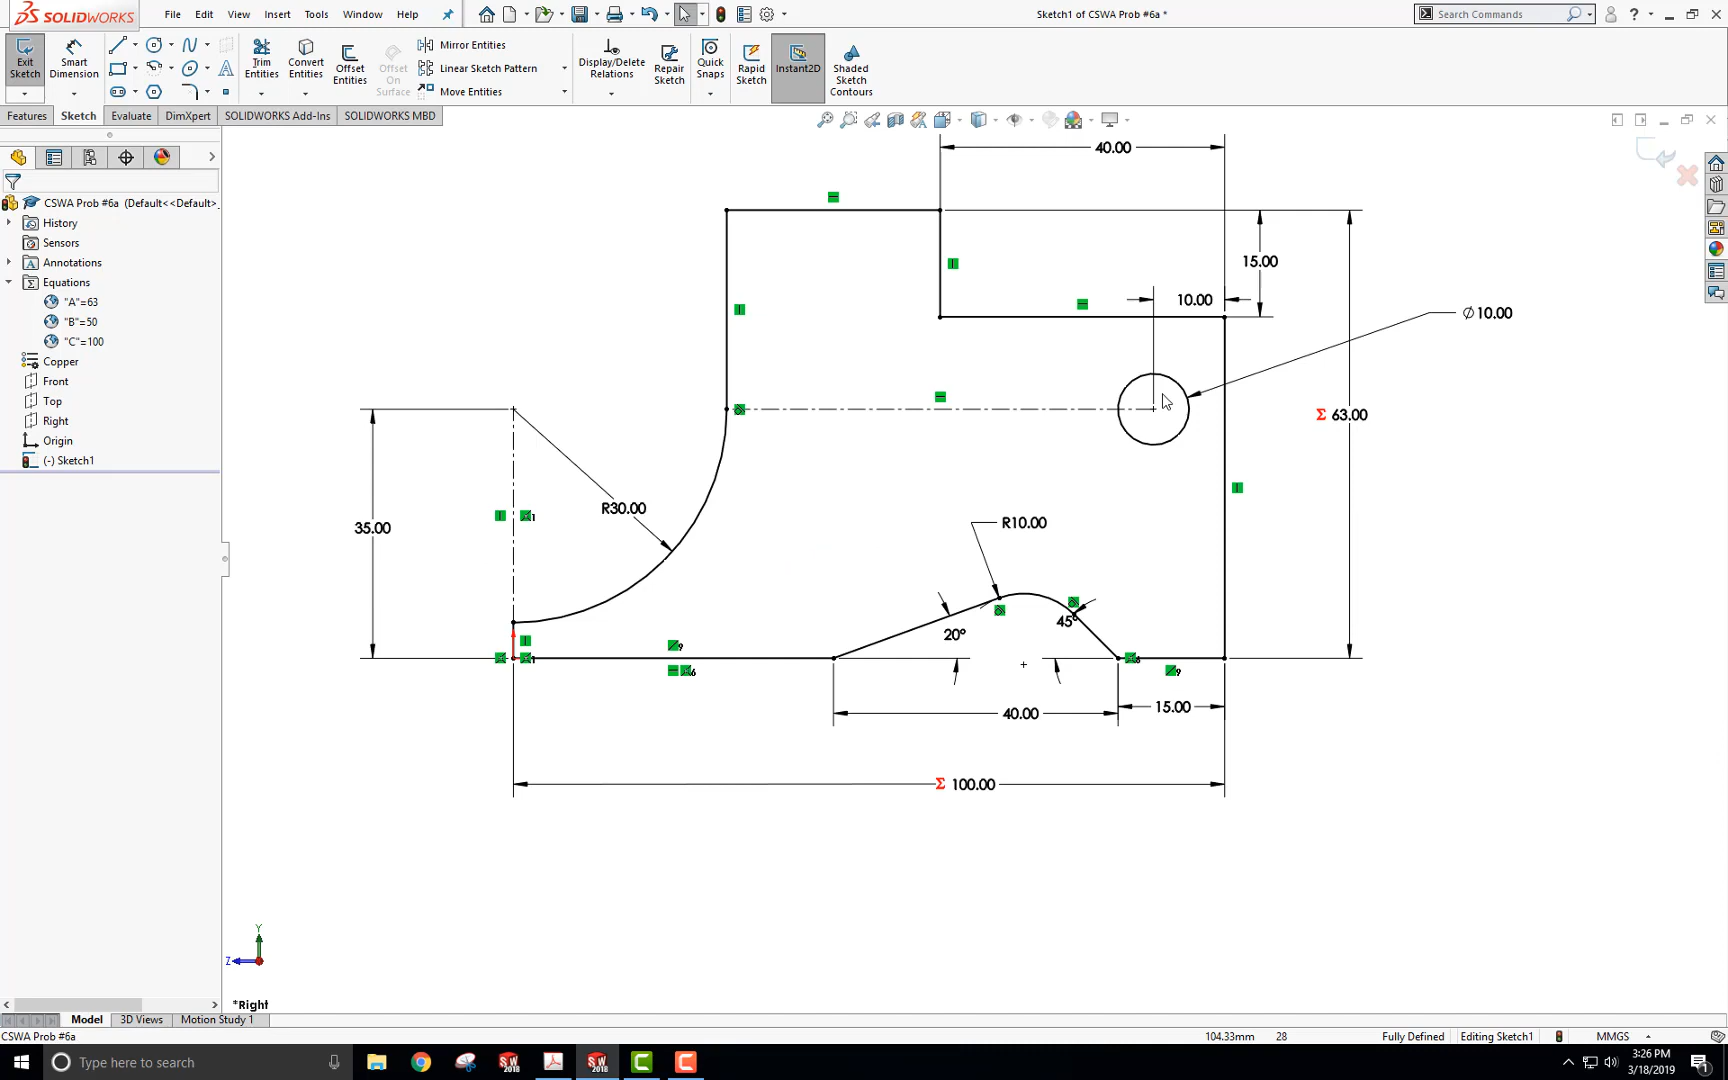 SOLIDWORKS
File Edit View Insert Tools Window Help
Sketch1 of CSWA Prob #6a *
Search Commands
?
Exit Sketch
Smart Dimension
Trim Entities
Convert Entities
Offset Entities
Offset On Surface
Mirror Entities
Linear Sketch Pattern
Move Entities
Display/Delete Relations
Repair Sketch
Quick Snaps
Rapid Sketch
Instant2D
Shaded Sketch Contours
Features Sketch Evaluate DimXpert SOLIDWORKS Add-Ins SOLIDWORKS MBD
CSWA Prob #6a (Default<<Default>_
History
Sensors
Annotations
Equations
"A"=63
"B"=50
"C"=100
Copper
Front
Top
Right
Origin
(-) Sketch1
40.00
15.00
10.00
Ø10.00
Σ 63.00
35.00
R30.00
R10.00
20°
45°
40.00
15.00
Σ 100.00
Y
Z
*Right
Model 3D Views Motion Study 1
CSWA Prob #6a
104.33mm 28 Fully Defined Editing Sketch1 MMGS
Type here to search
SW 2018
SW 2018
3:26 PM
3/18/2019
1